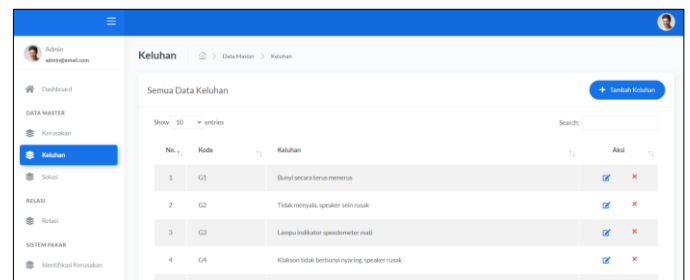 Admin
admin@email.com
Dashboard
DATA MASTER
Kerusakan
Keluhan
Solusi
RELASI
Relasi
SISTEM PAKAR
Identifikasi Kerusakan
Keluhan
Data Master > Keluhan
Semua Data Keluhan
+ Tambah Keluhan
Show 10 entries
Search:
No. Kode Keluhan Aksi
1 G1 Bunyi secara terus menerus
2 G2 Tidak menyala, speaker sein rusak
3 G3 Lampu indikator speedometer mati
4 G4 Klakson tidak berbunyi nyaring, speaker rusak